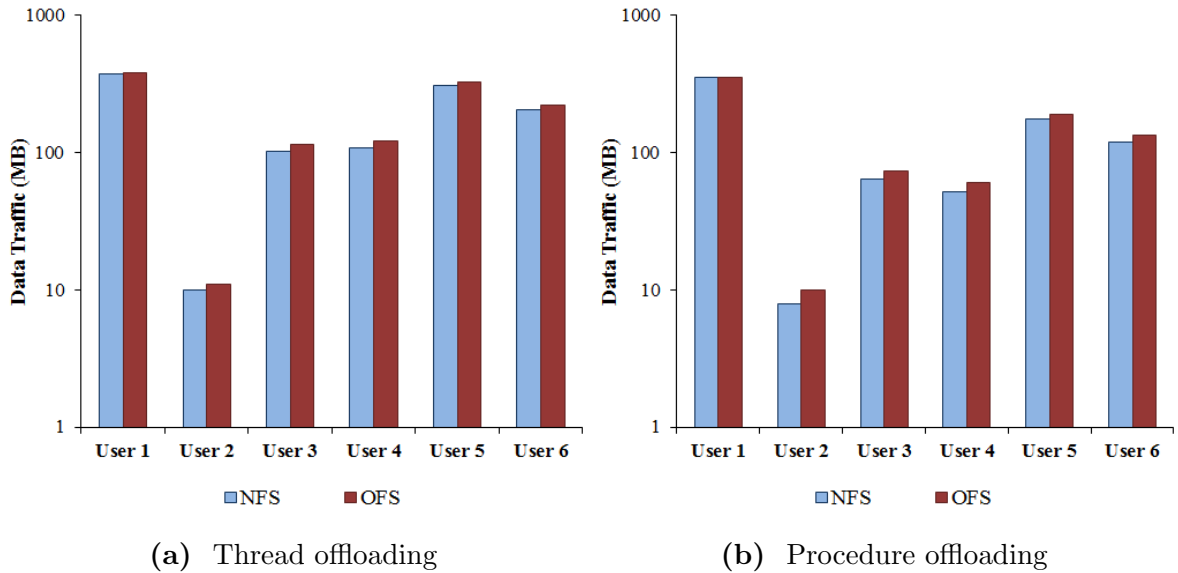 1000
100
10
1
Data Traffic (MB)
User 1 User 2 User 3 User 4 User 5 User 6
NFS OFS
(a) Thread offloading
1000
100
10
1
Data Traffic (MB)
User 1 User 2 User 3 User 4 User 5 User 6
NFS OFS
(b) Procedure offloading